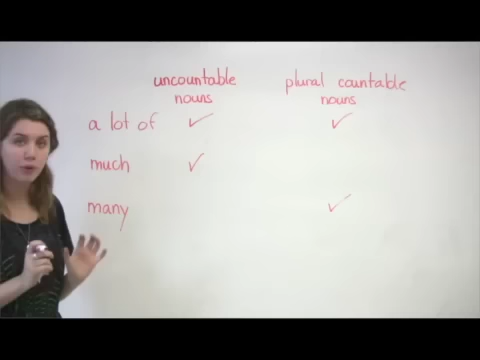 uncountable
nouns
plural countable
nouns
a lot of ✓ ✓
much ✓
many ✓